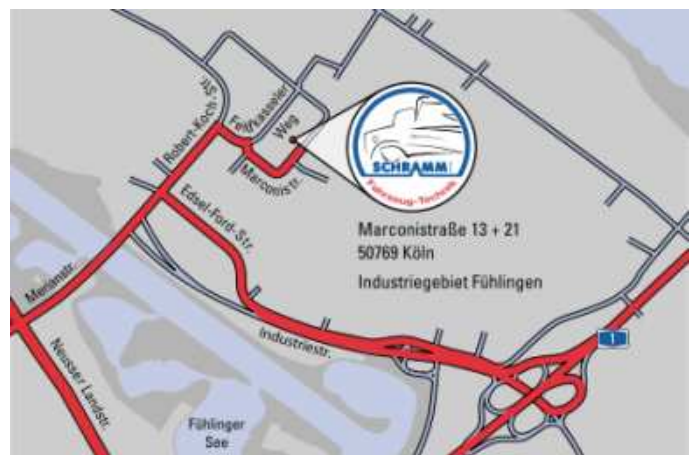 Robert-Koch-Str.
Feldkasseler
Weg
Marconistr.
SCHRAMM
Fahrzeug-Technik
Edsel-Ford-Str.
Marconistraße 13 + 21
50769 Köln
Industriegebiet Fühlingen
Merianstr.
Industriestr.
1
Neusser Landstr.
Fühlinger
See